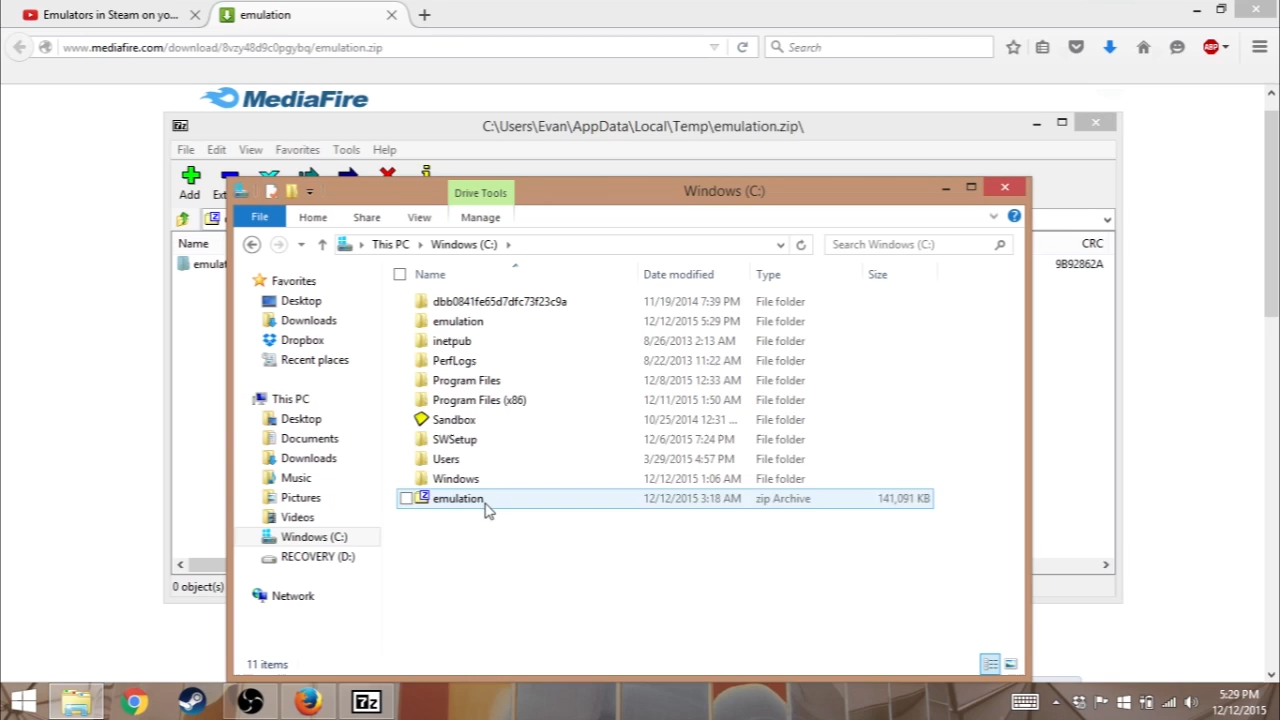 Emulators in Steam on yo...
emulation
www.mediafire.com/download/8vzy48d9c0pgybq/emulation.zip
Search
ABP
MediaFire
7z
C:\Users\Evan\AppData\Local\Temp\emulation.zip\
File Edit View Favorites Tools Help
Add
Name
CRC
9B92862A
0 object(s)
Drive Tools
Windows (C:)
File Home Share View Manage
This PC Windows (C:)
Search Windows (C:)
Name Date modified Type Size
Favorites
Desktop
Downloads
Dropbox
Recent places
This PC
Desktop
Documents
Downloads
Music
Pictures
Videos
Windows (C:)
RECOVERY (D:)
Network
dbb0841fe65d7dfc73f23c9a 11/19/2014 7:39 PM File folder
emulation 12/12/2015 5:29 PM File folder
inetpub 8/26/2013 2:13 AM File folder
PerfLogs 8/22/2013 11:22 AM File folder
Program Files 12/8/2015 12:33 AM File folder
Program Files (x86) 12/11/2015 1:50 AM File folder
Sandbox 10/25/2014 12:31 ... File folder
SWSetup 12/6/2015 7:24 PM File folder
Users 3/29/2015 4:57 PM File folder
Windows 12/12/2015 1:06 AM File folder
emulation 12/12/2015 3:18 AM zip Archive 141,091 KB
11 items
7z
5:29 PM
12/12/2015